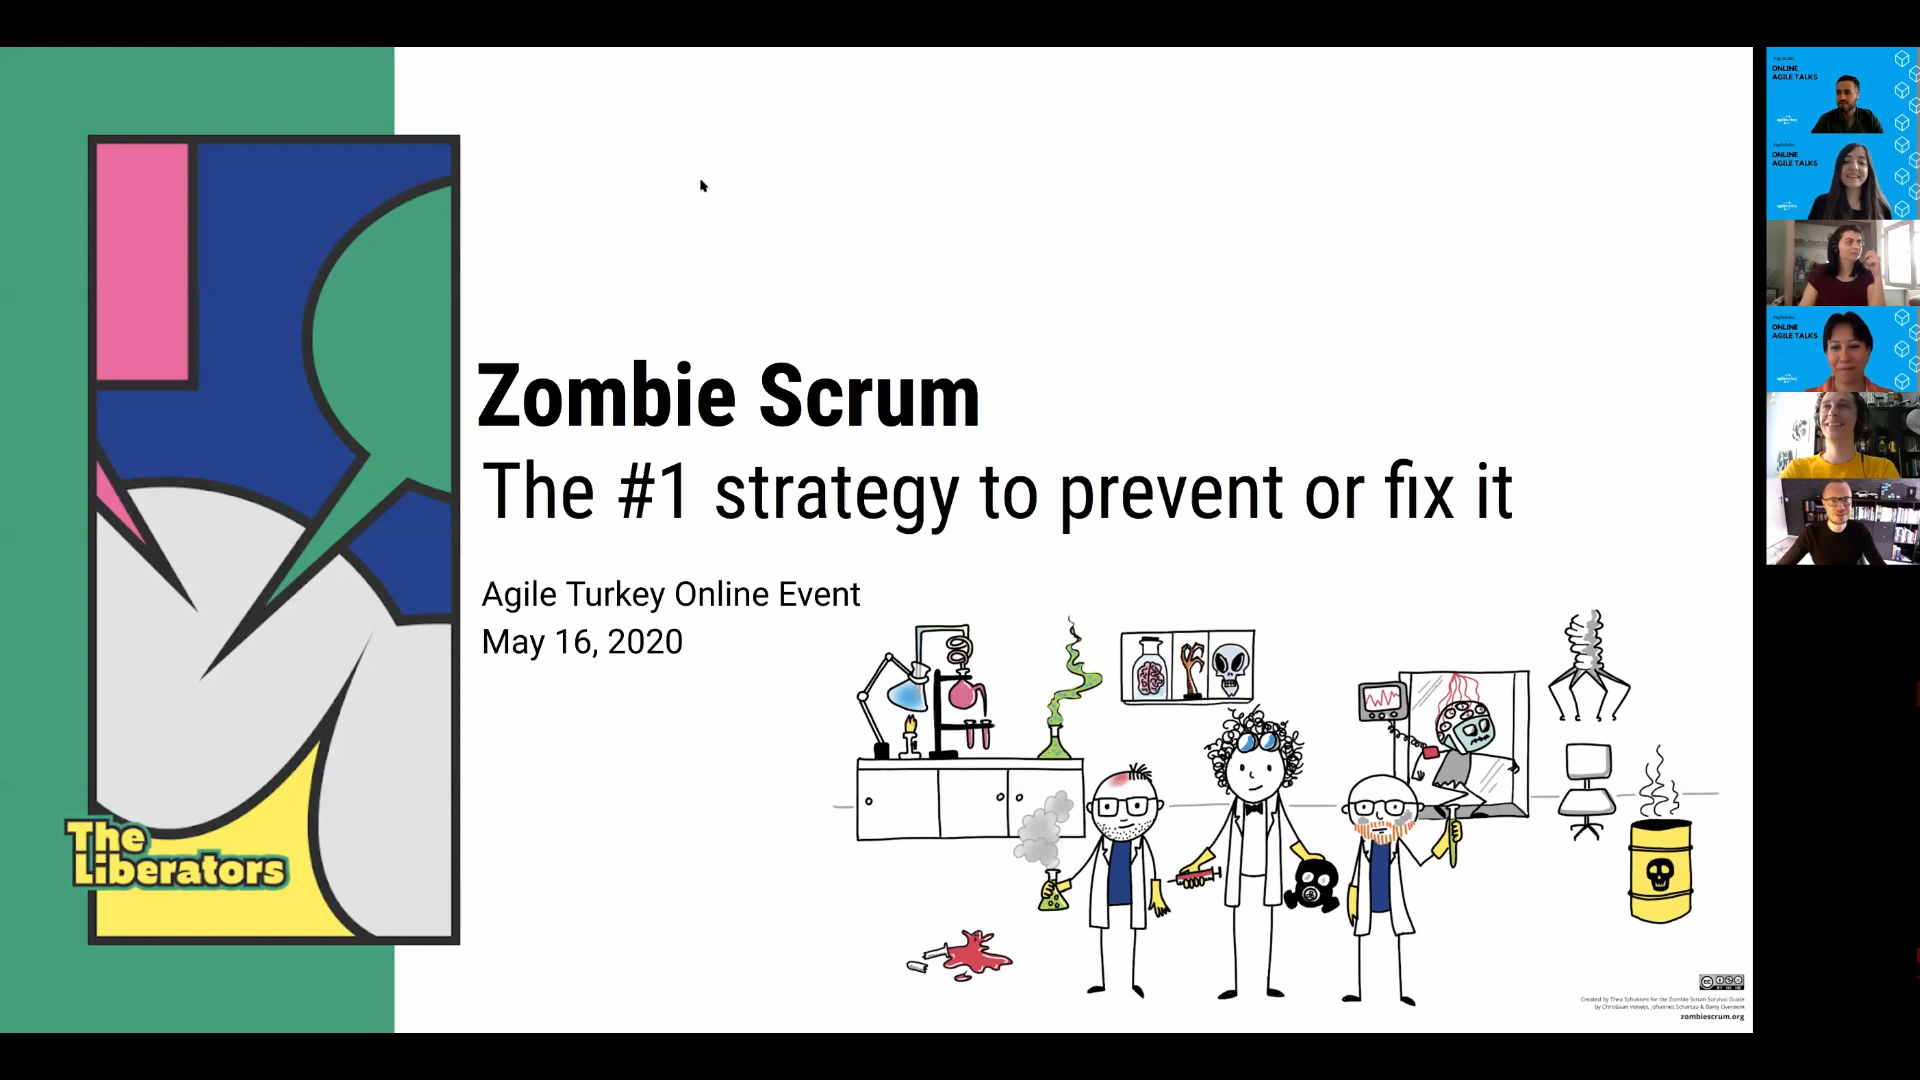 Zombie Scrum
The #1 strategy to prevent or fix it
Agile Turkey Online Event
May 16, 2020
The
Liberators
Created by Thea Schukken for the Zombie Scrum Survival Guide
by Christiaan Verwijs, Johannes Schartau & Barry Overeem
zombiescrum.org
ONLINE
AGILE TALKS
ONLINE
AGILE TALKS
ONLINE
AGILE TALKS